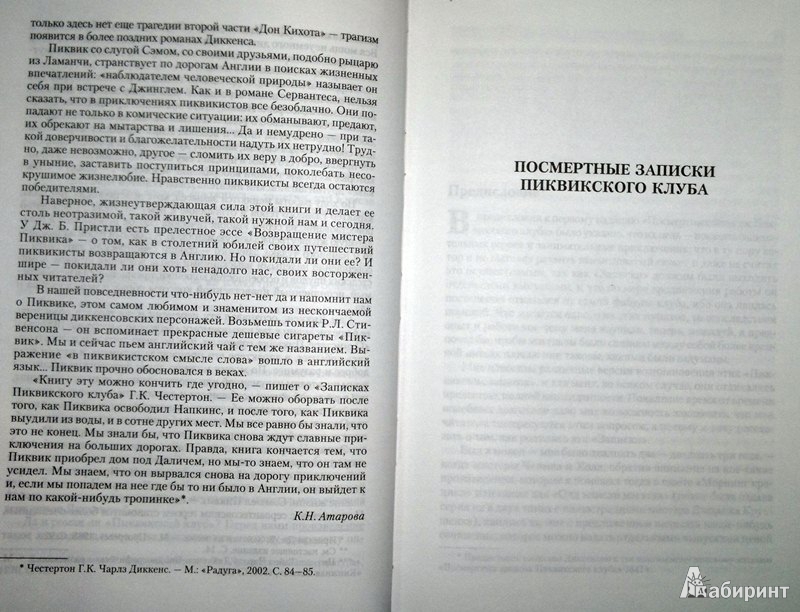 только здесь нет еще трагедии второй части «Дон Кихота» — трагизм
появится в более поздних романах Диккенса.
Пиквик со слугой Сэмом, со своими друзьями, подобно рыцарю
из Ламанчи, странствует по дорогам Англии в поисках жизненных
впечатлений: «наблюдателем человеческой природы» называет он
себя при встрече с Джинглем. Как и в романе Сервантеса, нельзя
сказать, что в приключениях пиквикистов все безоблачно. Они по-
падают не только в комические ситуации: их обманывают, предают,
их обрекают на мытарства и лишения... Да и немудрено — при та-
кой доверчивости и благожелательности надуть их нетрудно! Труд-
но, даже невозможно, другое — сломить их веру в добро, ввергнуть
в уныние, заставить поступиться принципами, поколебать несо-
крушимое жизнелюбие. Нравственно пиквикисты всегда остаются
победителями.
Наверное, жизнеутверждающая сила этой книги и делает ее
столь неотразимой, такой живучей, такой нужной нам и сегодня.
У Дж. Б. Пристли есть прелестное эссе «Возвращение мистера
Пиквика» — о том, как в столетний юбилей своих путешествий
пиквикисты возвращаются в Англию. Но покидали ли они ее? И
шире — покидали ли они хоть ненадолго нас, своих восторжен-
ных читателей?
В нашей повседневности что-нибудь нет-нет да и напомнит нам
о Пиквике, этом самом любимом и знаменитом из нескончаемой
вереницы диккенсовских персонажей. Возьмешь томик Р.Л. Сти-
венсона — он вспоминает прекрасные дешевые сигареты «Пик-
вик». Мы и сейчас пьем английский чай с тем же названием. Вы-
ражение «в пиквикистском смысле слова» вошло в английский
язык... Пиквик прочно обосновался в веках.
«Книгу эту можно кончить где угодно, — пишет о «Записках
Пиквикского клуба» Г.К. Честертон. — Ее можно оборвать после
того, как Пиквика освободил Напкинс, и после того, как Пиквика
выудили из воды, и в сотне других мест. Мы все равно бы знали, что
это не конец. Мы знали бы, что Пиквика снова ждут славные при-
ключения на больших дорогах. Правда, книга кончается тем, что
Пиквик приобрел дом под Даличем, но мы-то знаем, что он там не
усидел. Мы знаем, что он вырвался снова на дорогу приключений
и, если мы попадем на нее где бы то ни было в Англии, он выйдет к
нам по какой-нибудь тропинке»*.
К.Н. Атарова
* Честертон Г.К. Чарлз Диккенс. — М.: «Радуга», 2002. С. 84—85.
ПОСМЕРТНЫЕ ЗАПИСКИ
ПИКВИКСКОГО КЛУБА
Лабиринт